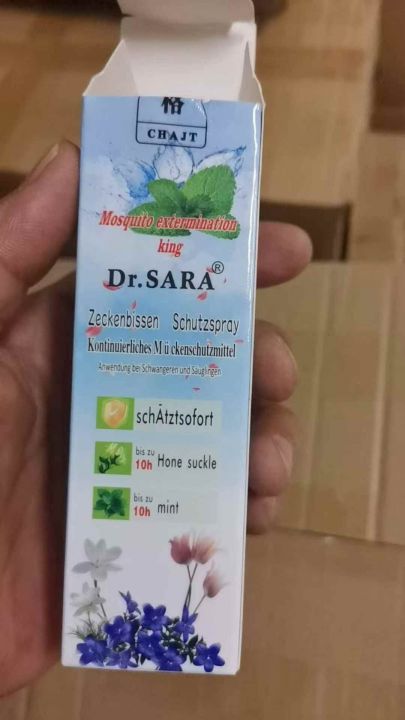 格
CHAJT
Mosquito extermination
king
Dr.SARA®
Zeckenbissen Schutzspray
Kontinuierliches M ü ckenschutzmittel
Anwendung bei Schwangeren und Säuglingen
schÄtztsofort
bis zu
10h Hone suckle
bis zu
10h mint